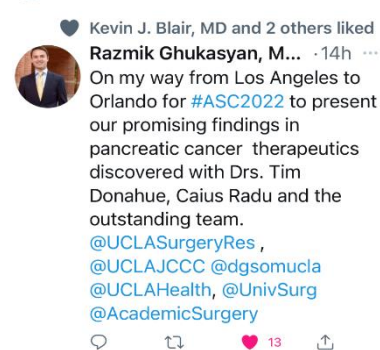 Kevin J. Blair, MD and 2 others liked
Razmik Ghukasyan, M... · 14h ...
On my way from Los Angeles to
Orlando for #ASC2022 to present
our promising findings in
pancreatic cancer therapeutics
discovered with Drs. Tim
Donahue, Caius Radu and the
outstanding team.
@UCLASurgeryRes ,
@UCLAJCCC @dgsomucla
@UCLAHealth, @UnivSurg
@AcademicSurgery
13